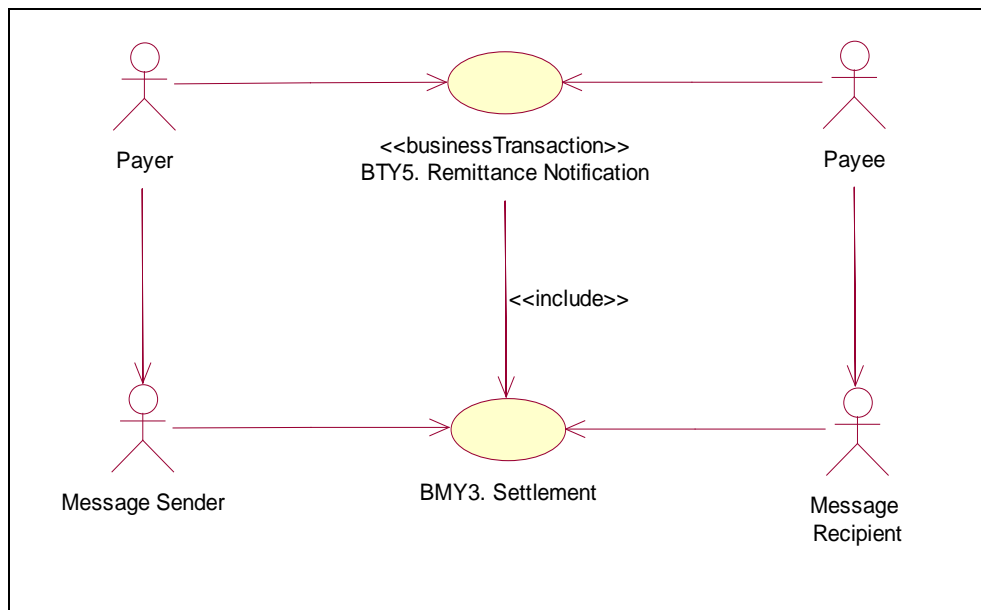 <<businessTransaction>>
Payer
BTY5. Remittance Notification
Payee
<<include>>
Message Sender
BMY3. Settlement
Message
Recipient